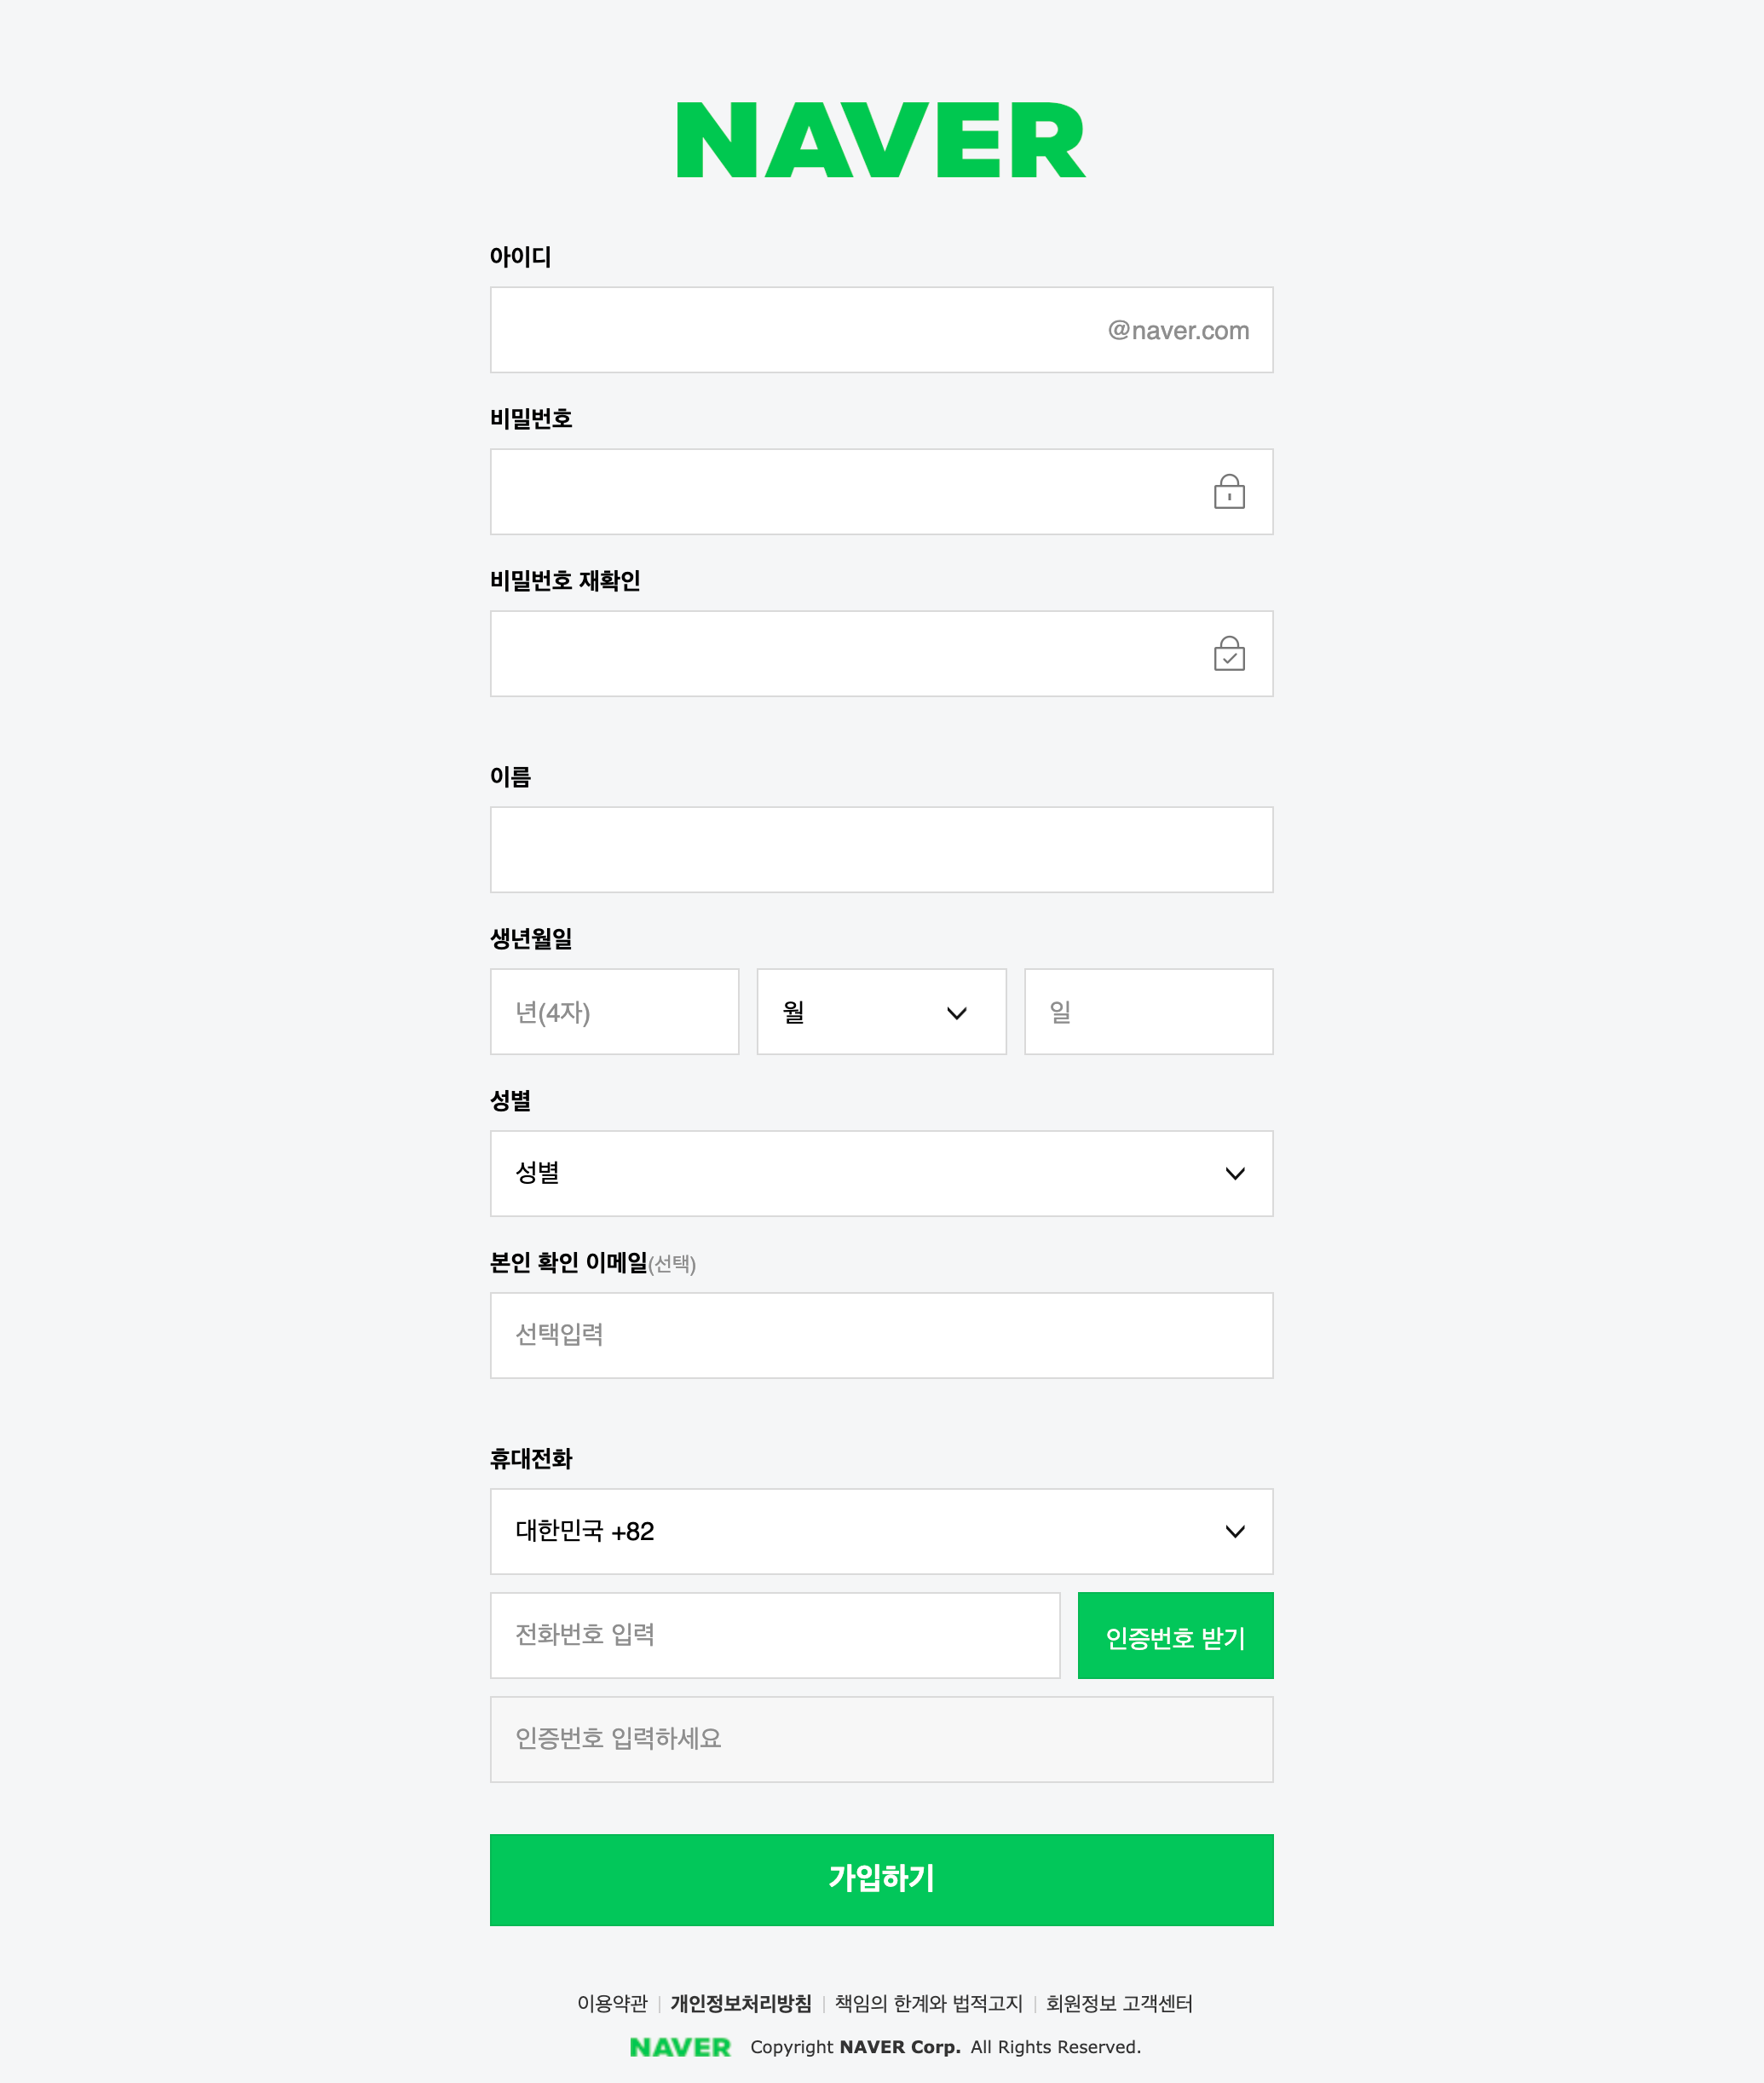 NAVER
아이디
@naver.com
비밀번호
비밀번호 재확인
이름
생년월일
년(4자) 월 일
성별
성별
본인 확인 이메일(선택)
선택입력
휴대전화
대한민국 +82
전화번호 입력 인증번호 받기
인증번호 입력하세요
가입하기
이용약관 | 개인정보처리방침 | 책임의 한계와 법적고지 | 회원정보 고객센터
NAVER Copyright NAVER Corp. All Rights Reserved.